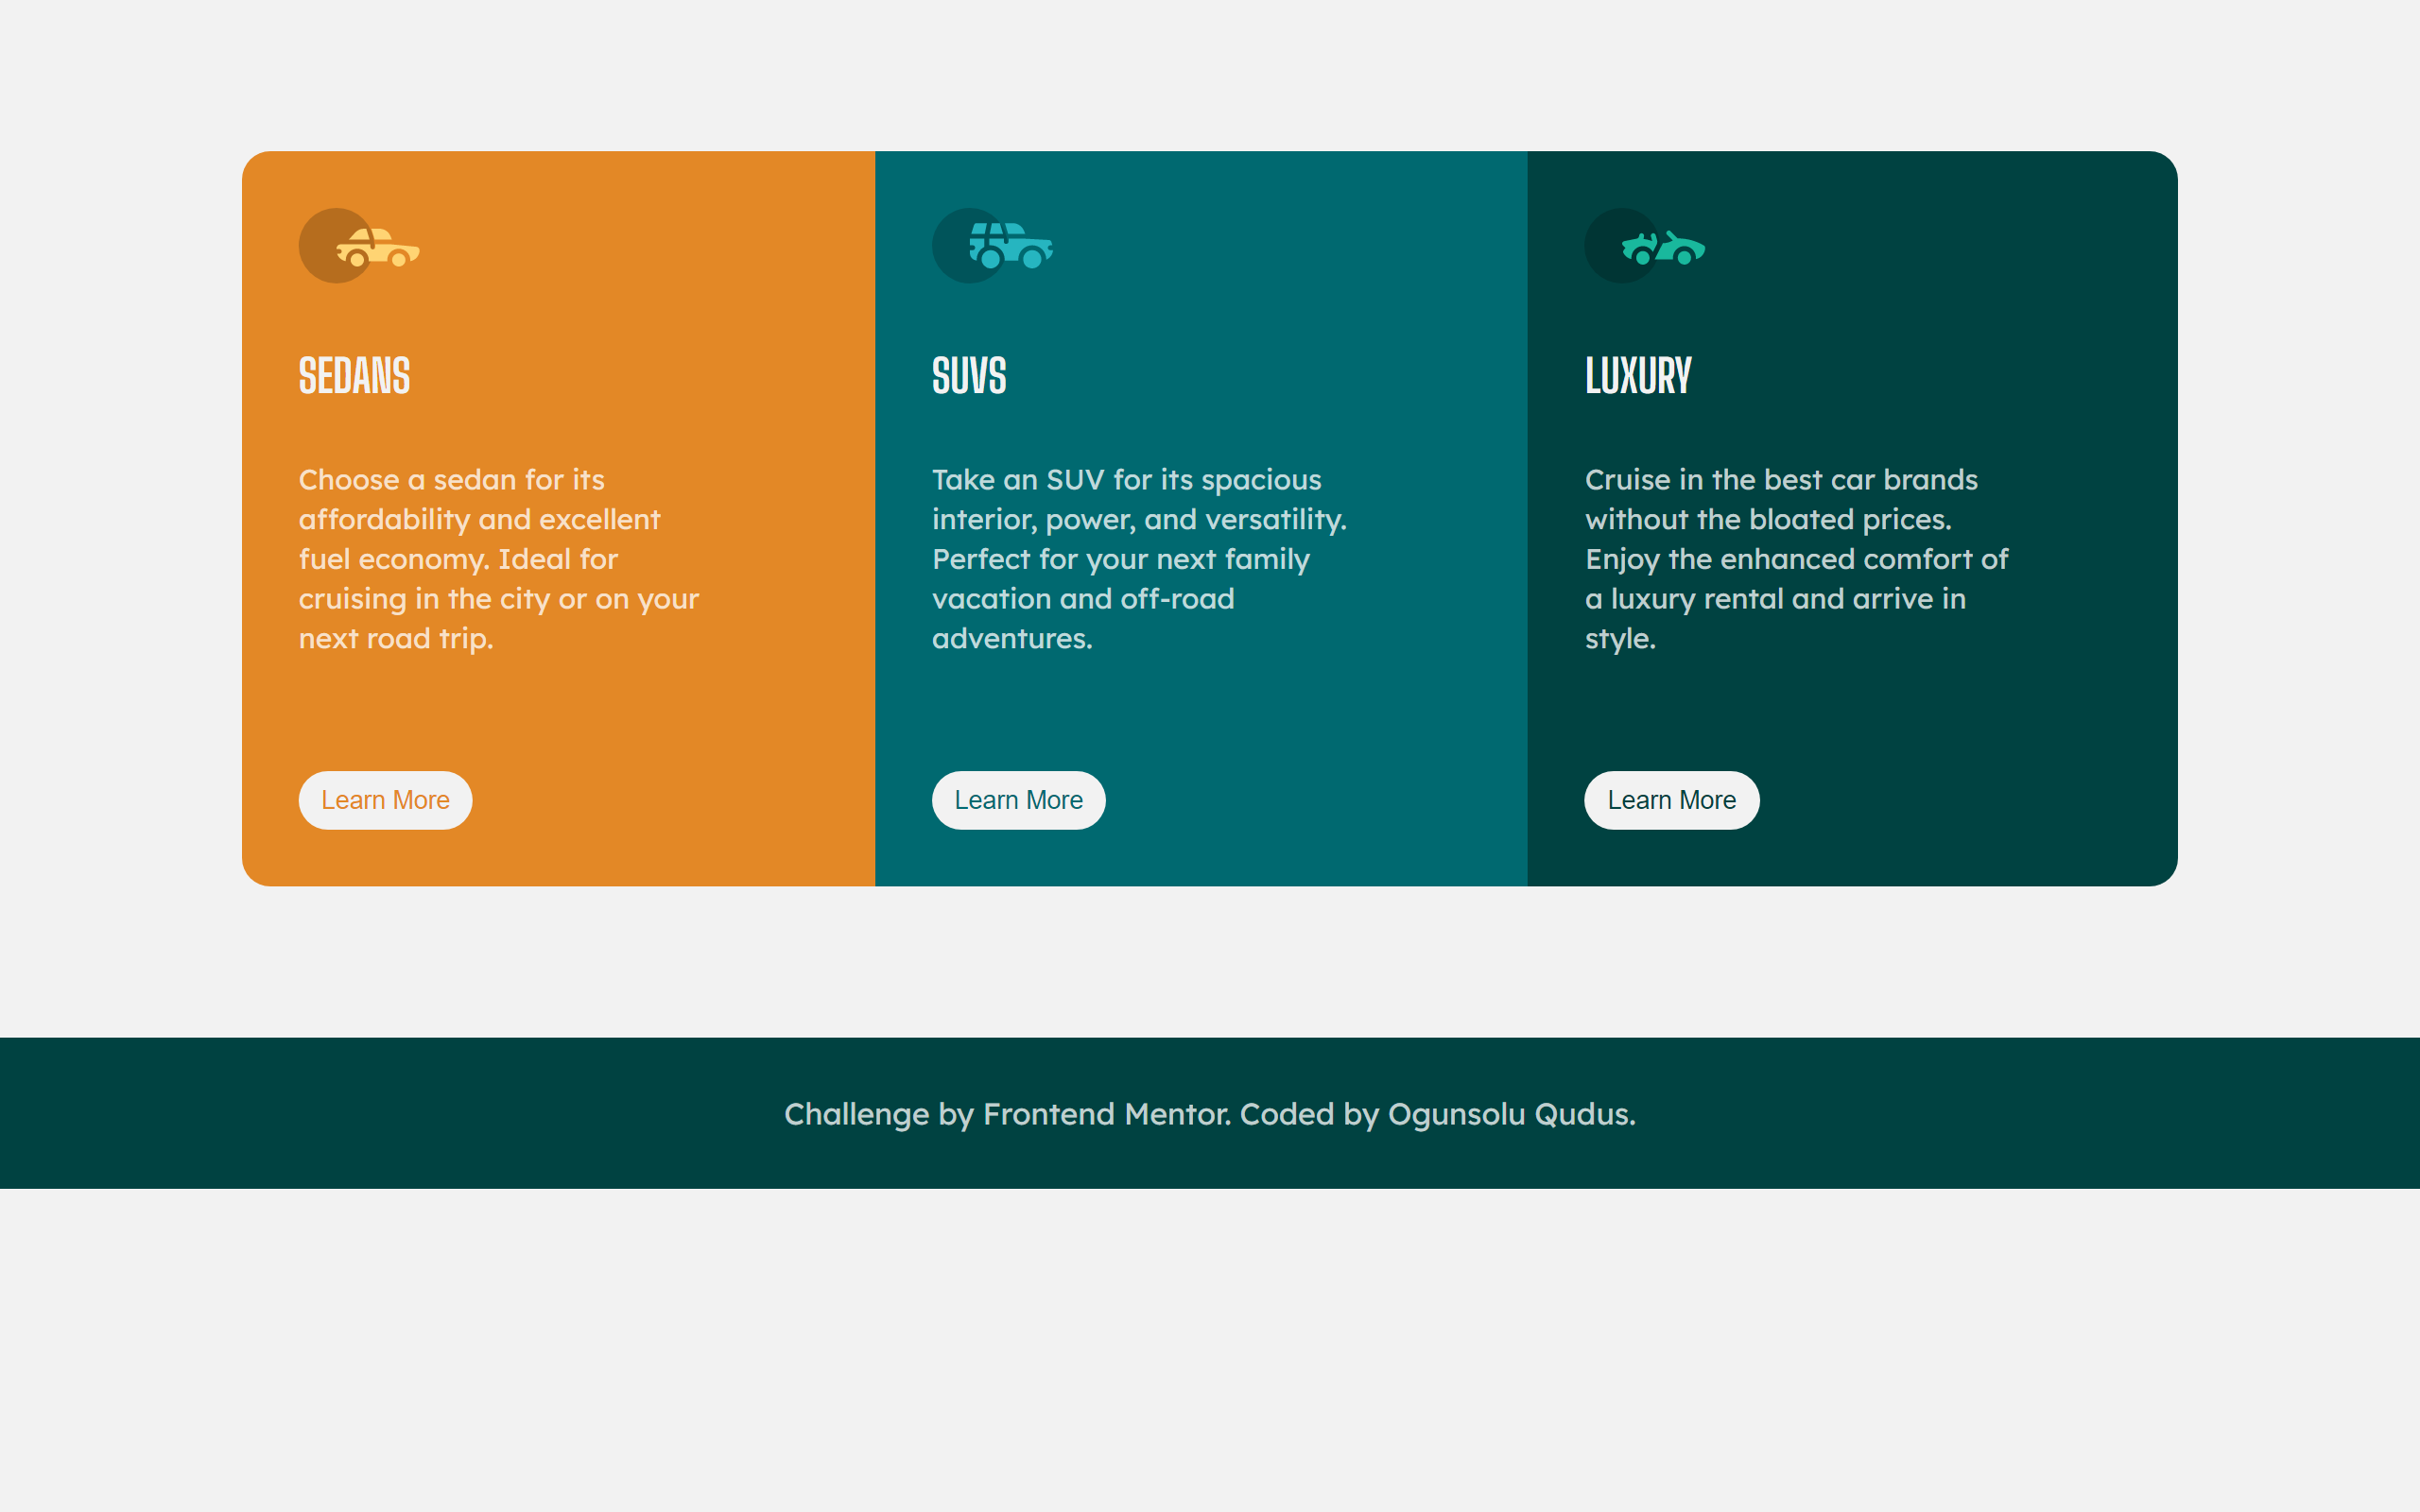 SEDANS
Choose a sedan for its
affordability and excellent
fuel economy. Ideal for
cruising in the city or on your
next road trip.
Learn More
SUVS
Take an SUV for its spacious
interior, power, and versatility.
Perfect for your next family
vacation and off-road
adventures.
Learn More
LUXURY
Cruise in the best car brands
without the bloated prices.
Enjoy the enhanced comfort of
a luxury rental and arrive in
style.
Learn More
Challenge by Frontend Mentor. Coded by Ogunsolu Qudus.